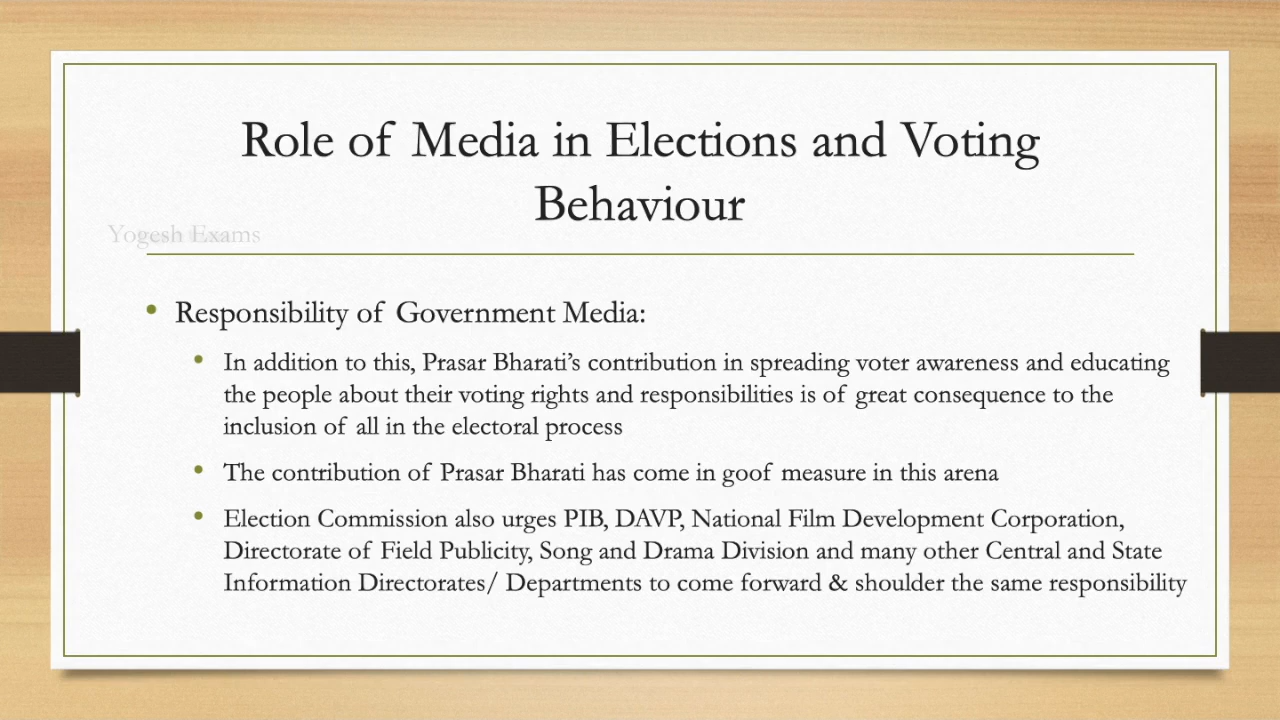 Role of Media in Elections and Voting
Behaviour
Yogesh Exams
• Responsibility of Government Media:
• In addition to this, Prasar Bharati’s contribution in spreading voter awareness and educating
the people about their voting rights and responsibilities is of great consequence to the
inclusion of all in the electoral process
• The contribution of Prasar Bharati has come in goof measure in this arena
• Election Commission also urges PIB, DAVP, National Film Development Corporation,
Directorate of Field Publicity, Song and Drama Division and many other Central and State
Information Directorates/ Departments to come forward & shoulder the same responsibility